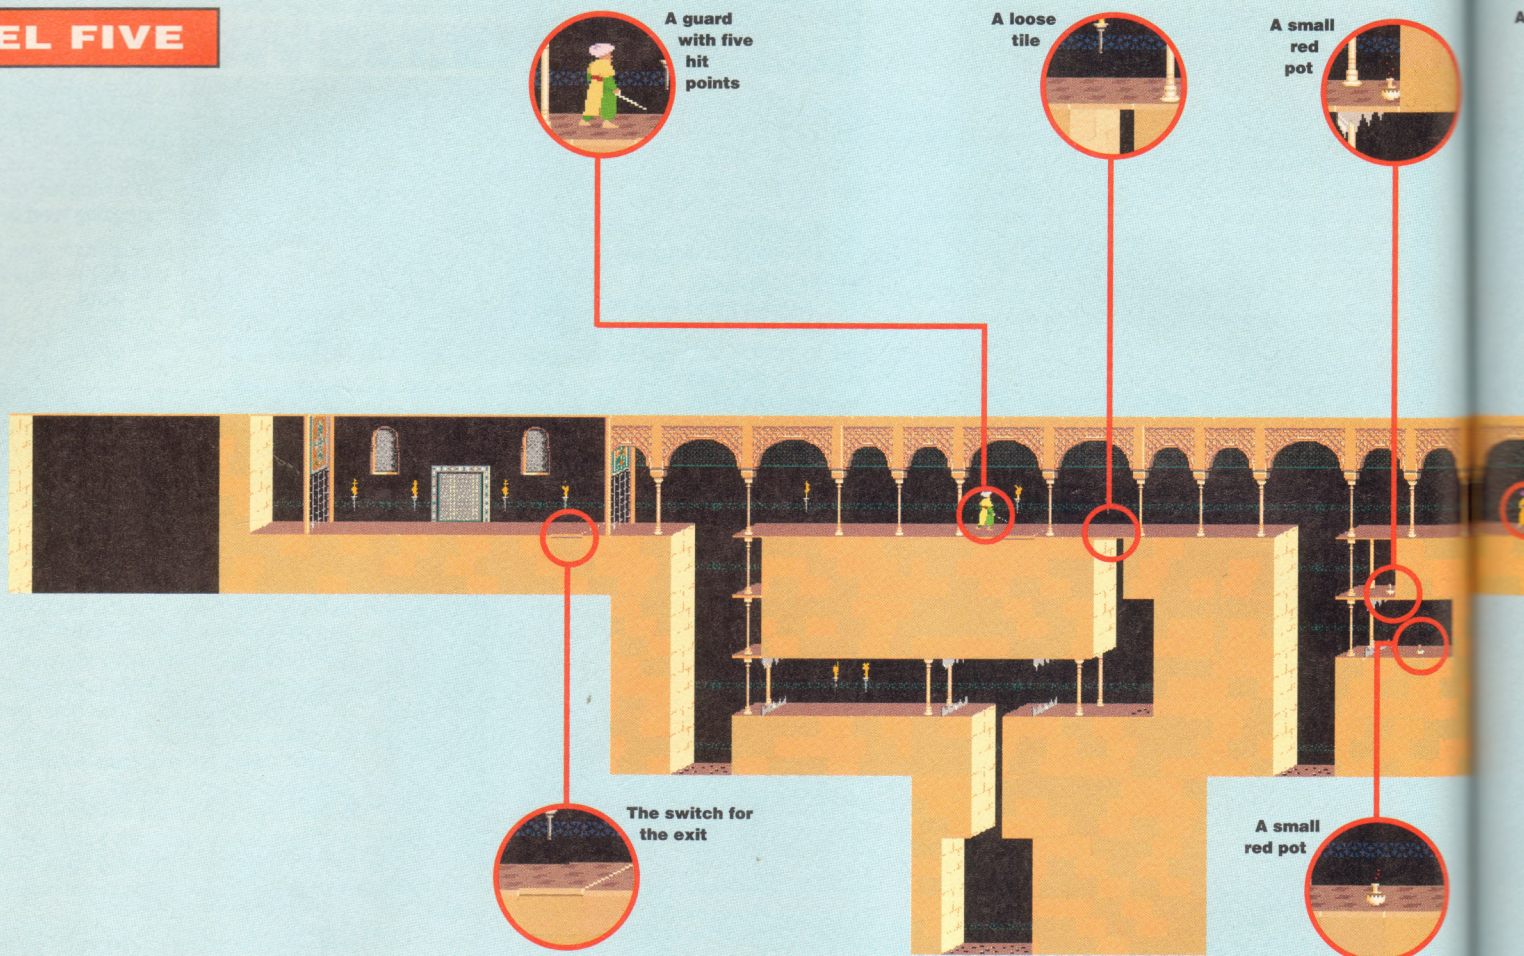 EL FIVE
A guard
with five
hit
points
A loose
tile
A small
red
pot
A
The switch for
the exit
A small
red pot